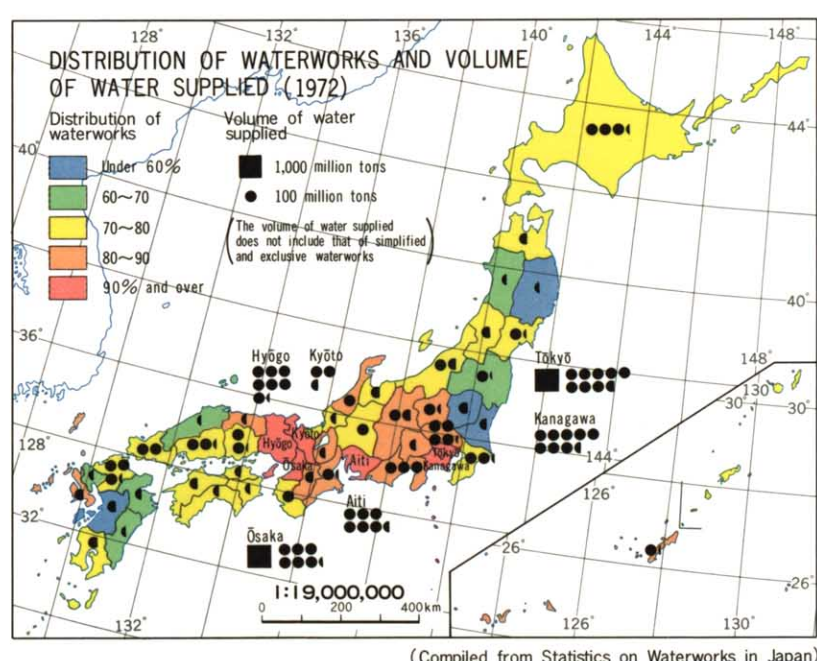 128°
132°
136°
140°
144°
148°
DISTRIBUTION OF WATERWORKS AND VOLUME
OF WATER SUPPLIED (1972)
Distribution of
waterworks
Under 60%
60~70
70~80
80~90
90% and over
Volume of water
supplied
1,000 million tons
100 million tons
(The volume of water supplied
does not include that of simplified
and exclusive waterworks)
44°
40°
40°
36°
36°
148°
130°
30°
30°
128°
32°
144°
126°
26°
26°
132°
126°
130°
Hyōgo
Kyōto
Tōkyō
Kanagawa
Hyōgo
Kyōto
Ōsaka
Aiti
Tōkyō
Kanagawa
Aiti
Ōsaka
1:19,000,000
0 200 400km
(Compiled from Statistics on Waterworks in Japan)